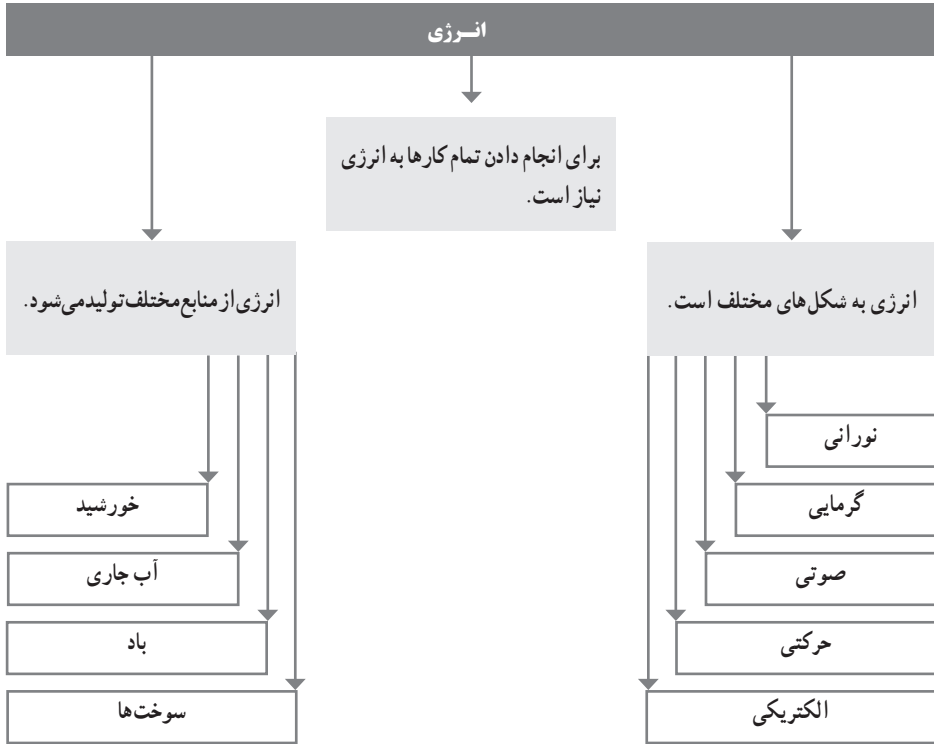 انـرژی
برای انجام دادن تمام کارها به انرژی
نیاز است.
انرژی به شکل‌های مختلف است.
انرژی از منابع مختلف تولید می‌شود.
نورانی
گرمایی
صوتی
حرکتی
الکتریکی
خورشید
آب جاری
باد
سوخت‌ها